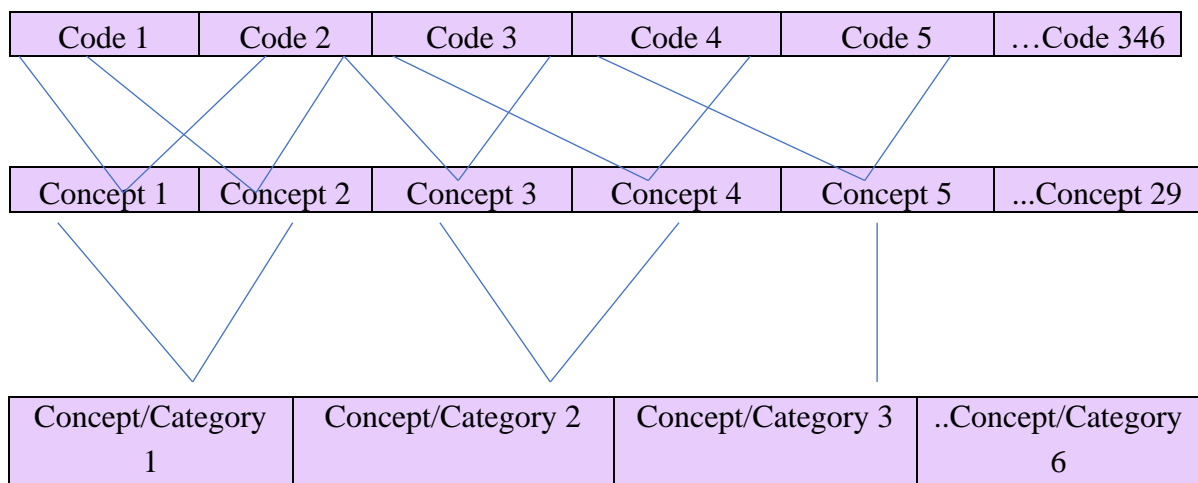 Code 1 Code 2 Code 3 Code 4 Code 5 …Code 346
Concept 1 Concept 2 Concept 3 Concept 4 Concept 5 ...Concept 29
Concept/Category 1 Concept/Category 2 Concept/Category 3 ..Concept/Category 6